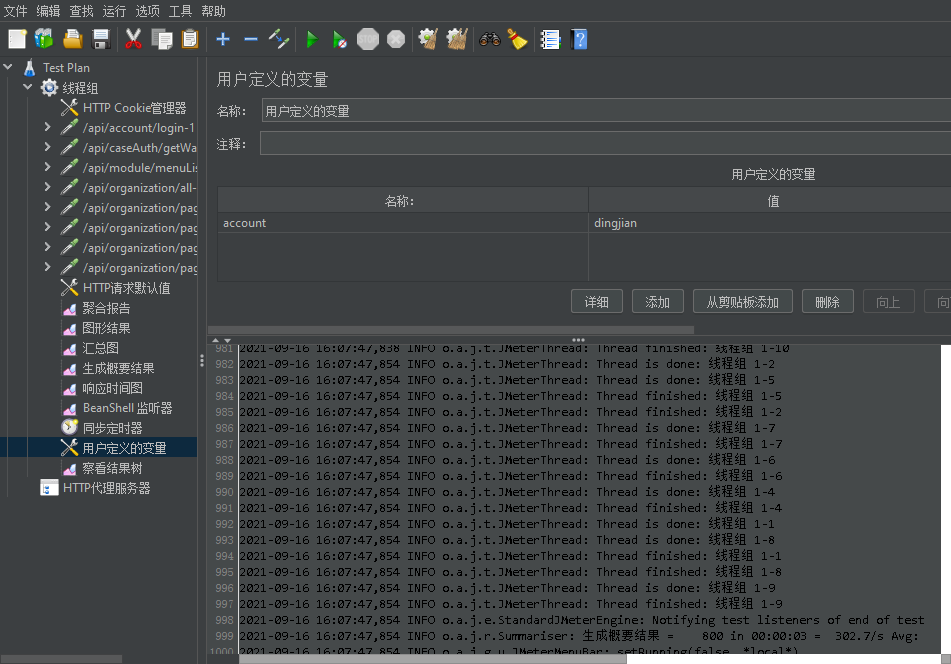 文件 编辑 查找 运行 选项 工具 帮助
Test Plan
线程组
HTTP Cookie管理器
/api/account/login-1
/api/caseAuth/getWa
/api/module/menuLis
/api/organization/all-
/api/organization/pag
/api/organization/pag
/api/organization/pag
/api/organization/pag
HTTP请求默认值
聚合报告
图形结果
汇总图
生成概要结果
响应时间图
BeanShell 监听器
同步定时器
用户定义的变量
察看结果树
HTTP代理服务器
用户定义的变量
名称: 用户定义的变量
注释:
用户定义的变量
名称: 值
account dingjian
详细 添加 从剪贴板添加 删除 向上 向
981 2021-09-16 16:07:47,838 INFO o.a.j.t.JMeterThread: Thread finished: 线程组 1-10
982 2021-09-16 16:07:47,854 INFO o.a.j.t.JMeterThread: Thread is done: 线程组 1-2
983 2021-09-16 16:07:47,854 INFO o.a.j.t.JMeterThread: Thread is done: 线程组 1-5
984 2021-09-16 16:07:47,854 INFO o.a.j.t.JMeterThread: Thread finished: 线程组 1-5
985 2021-09-16 16:07:47,854 INFO o.a.j.t.JMeterThread: Thread finished: 线程组 1-2
986 2021-09-16 16:07:47,854 INFO o.a.j.t.JMeterThread: Thread is done: 线程组 1-7
987 2021-09-16 16:07:47,854 INFO o.a.j.t.JMeterThread: Thread finished: 线程组 1-7
988 2021-09-16 16:07:47,854 INFO o.a.j.t.JMeterThread: Thread is done: 线程组 1-6
989 2021-09-16 16:07:47,854 INFO o.a.j.t.JMeterThread: Thread finished: 线程组 1-6
990 2021-09-16 16:07:47,854 INFO o.a.j.t.JMeterThread: Thread is done: 线程组 1-4
991 2021-09-16 16:07:47,854 INFO o.a.j.t.JMeterThread: Thread finished: 线程组 1-4
992 2021-09-16 16:07:47,854 INFO o.a.j.t.JMeterThread: Thread is done: 线程组 1-1
993 2021-09-16 16:07:47,854 INFO o.a.j.t.JMeterThread: Thread is done: 线程组 1-8
994 2021-09-16 16:07:47,854 INFO o.a.j.t.JMeterThread: Thread finished: 线程组 1-1
995 2021-09-16 16:07:47,854 INFO o.a.j.t.JMeterThread: Thread finished: 线程组 1-8
996 2021-09-16 16:07:47,854 INFO o.a.j.t.JMeterThread: Thread is done: 线程组 1-9
997 2021-09-16 16:07:47,854 INFO o.a.j.t.JMeterThread: Thread finished: 线程组 1-9
998 2021-09-16 16:07:47,854 INFO o.a.j.e.StandardJMeterEngine: Notifying test listeners of end of test
999 2021-09-16 16:07:47,854 INFO o.a.j.r.Summariser: 生成概要结果 = 800 in 00:00:03 = 302.7/s Avg:
1000 2021-09-16 16:07:47,854 INFO o.a.j.g.u.JMeterMenuBar: setRunning(false, *local*)